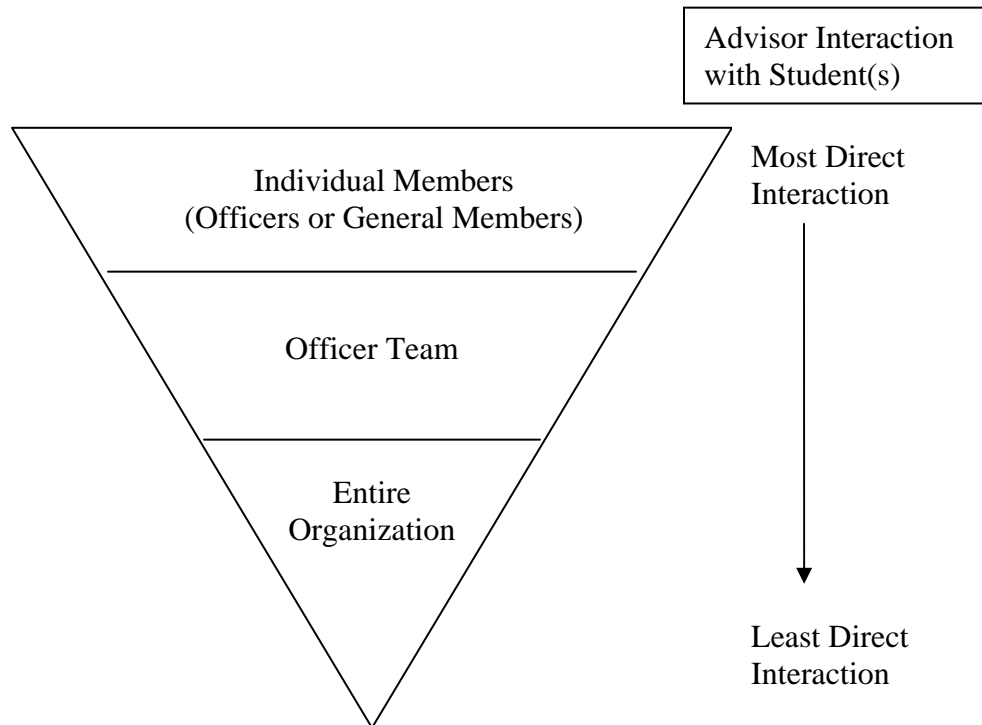 Advisor Interaction
with Student(s)
Individual Members
(Officers or General Members)
Most Direct
Interaction
Officer Team
Entire
Organization
Least Direct
Interaction